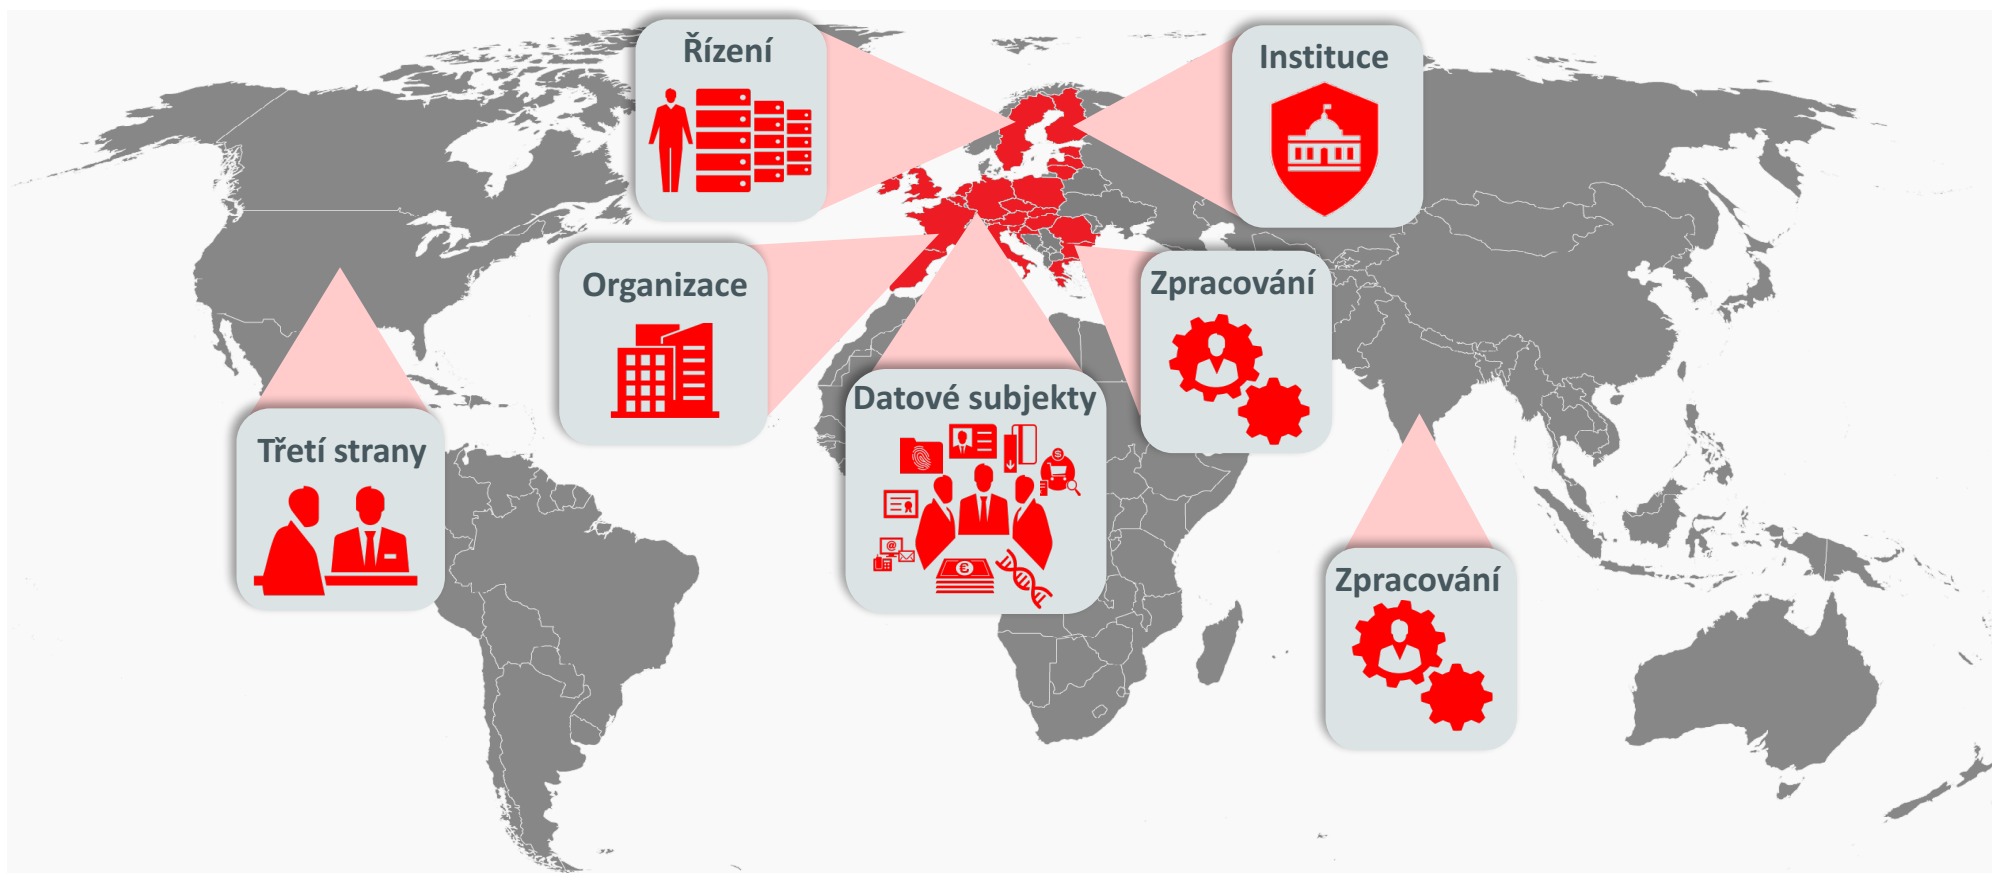 Řízení
Instituce
Organizace
Zpracování
Datové subjekty
Třetí strany
Zpracování